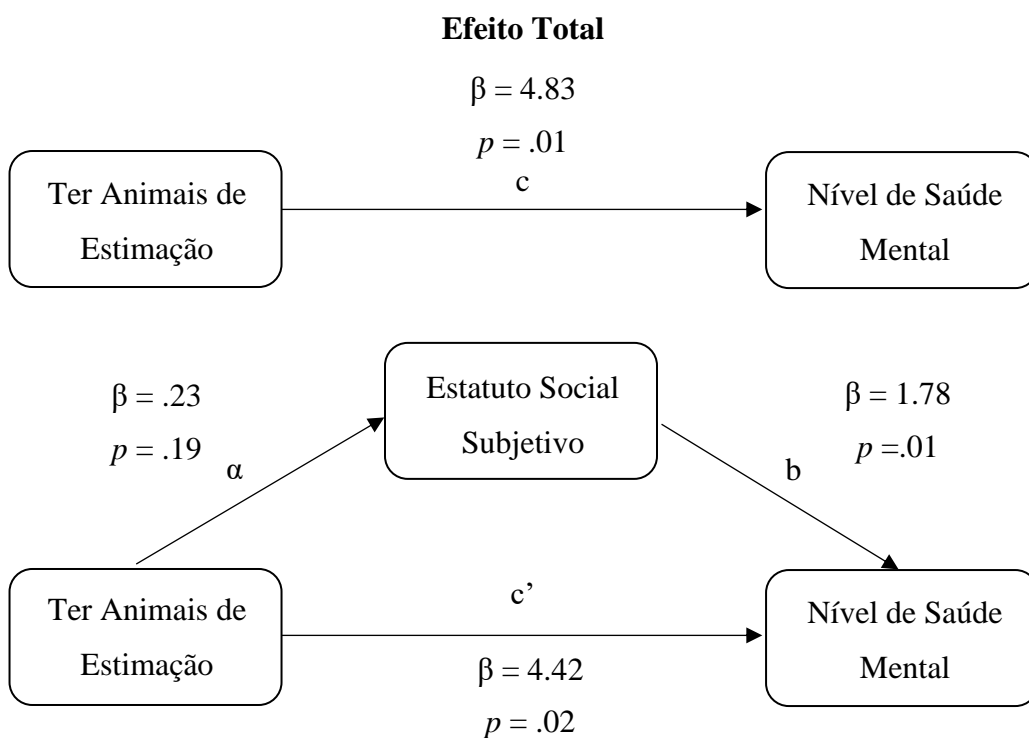 Efeito Total
β = 4.83
p = .01
c
Ter Animais de
Estimação
Nível de Saúde
Mental
β = .23
p = .19
α
Estatuto Social
Subjetivo
β = 1.78
p =.01
b
Ter Animais de
Estimação
c’
Nível de Saúde
Mental
β = 4.42
p = .02